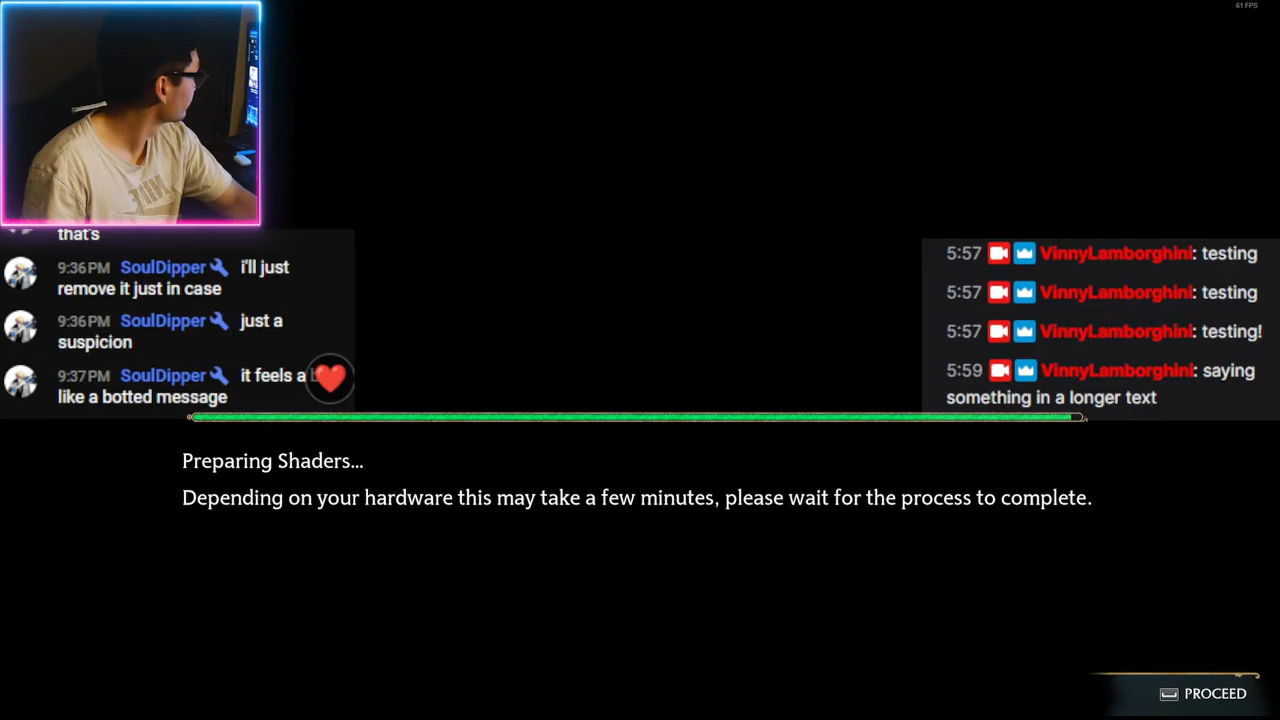 61 FPS
that's
9:36PM SoulDipper i'll just
remove it just in case
9:36PM SoulDipper just a
suspicion
9:37PM SoulDipper it feels a
like a botted message
5:57 VinnyLamborghini: testing
5:57 VinnyLamborghini: testing
5:57 VinnyLamborghini: testing!
5:59 VinnyLamborghini: saying
something in a longer text
Preparing Shaders...
Depending on your hardware this may take a few minutes, please wait for the process to complete.
PROCEED